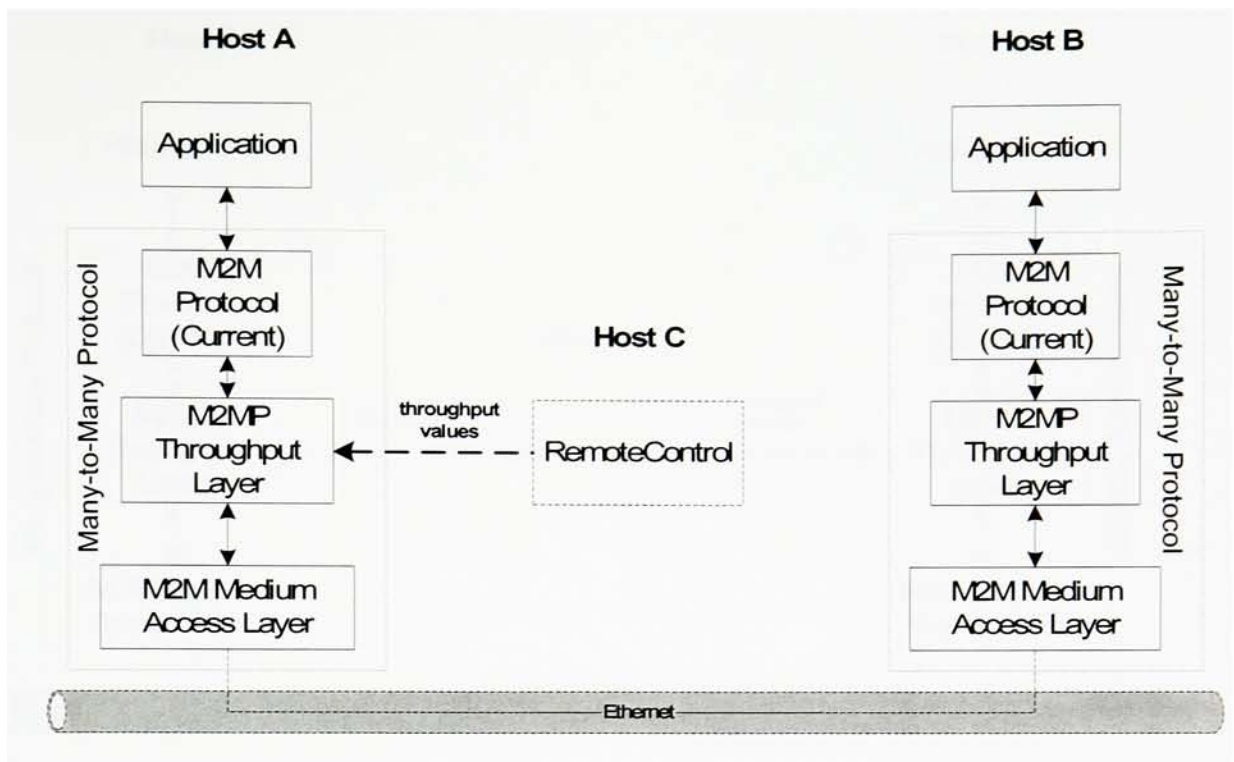 Host A
Host B
Application
Application
Many-to-Many Protocol
M2M
Protocol
(Current)
M2M
Protocol
(Current)
Many-to-Many Protocol
Host C
M2MP
Throughput
Layer
throughput
values
RemoteControl
M2MP
Throughput
Layer
M2M Medium
Access Layer
M2M Medium
Access Layer
Ethernet